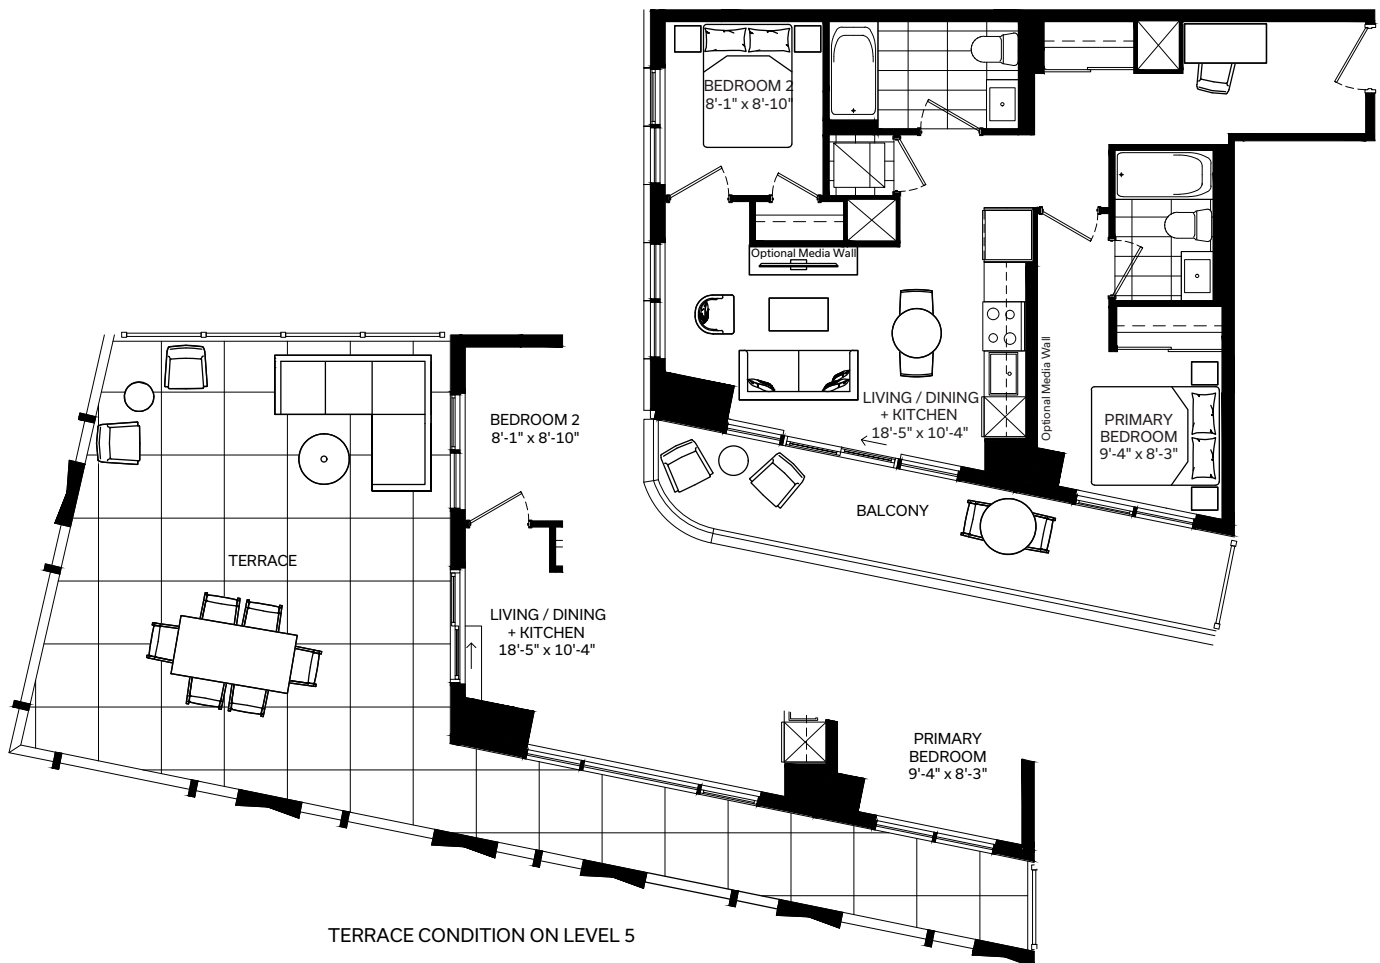 BEDROOM 2
8'-1" x 8'-10"
Optional Media Wall
Optional Media Wall
LIVING / DINING
+ KITCHEN
18'-5" x 10'-4"
PRIMARY
BEDROOM
9'-4" x 8'-3"
BALCONY
BEDROOM 2
8'-1" x 8'-10"
TERRACE
LIVING / DINING
+ KITCHEN
18'-5" x 10'-4"
PRIMARY
BEDROOM
9'-4" x 8'-3"
TERRACE CONDITION ON LEVEL 5